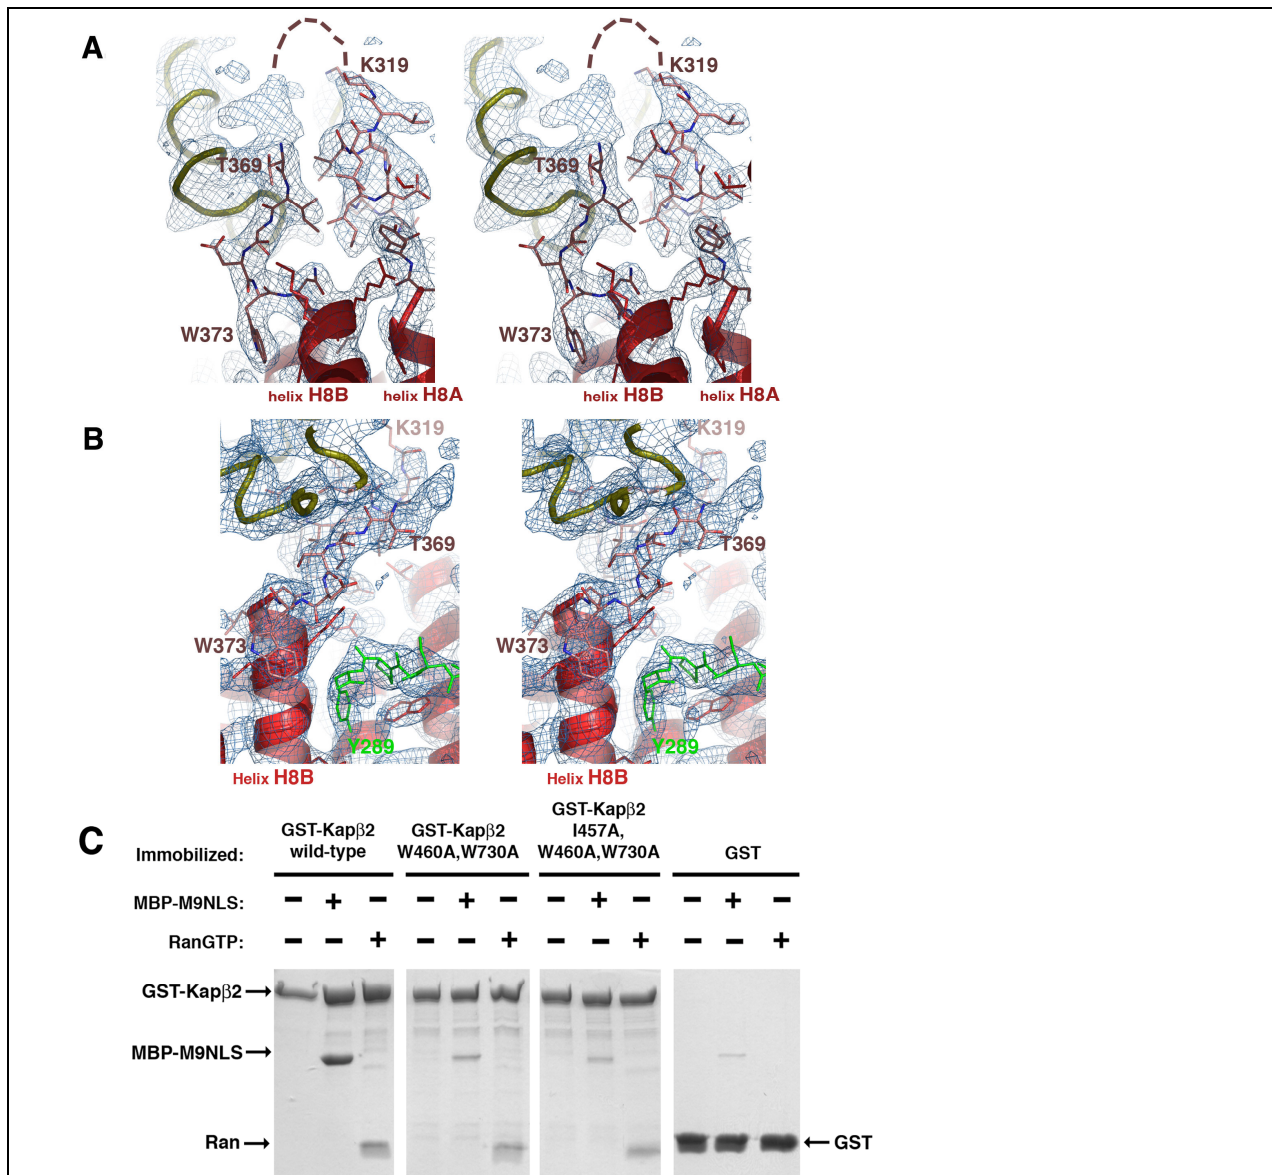 A
K319 K319
T369 T369
W373 W373
helix H8B helix H8A helix H8B helix H8A
B
K319 K319
T369 T369
W373 W373
Y289 Y289
Helix H8B Helix H8B
C
Immobilized:
GST-Kapβ2
wild-type
GST-Kapβ2
W460A,W730A
GST-Kapβ2
I457A,
W460A,W730A
GST
MBP-M9NLS: - + - - + - - + - - + -
RanGTP: - - + - - + - - + - - +
GST-Kapβ2
MBP-M9NLS
Ran
GST